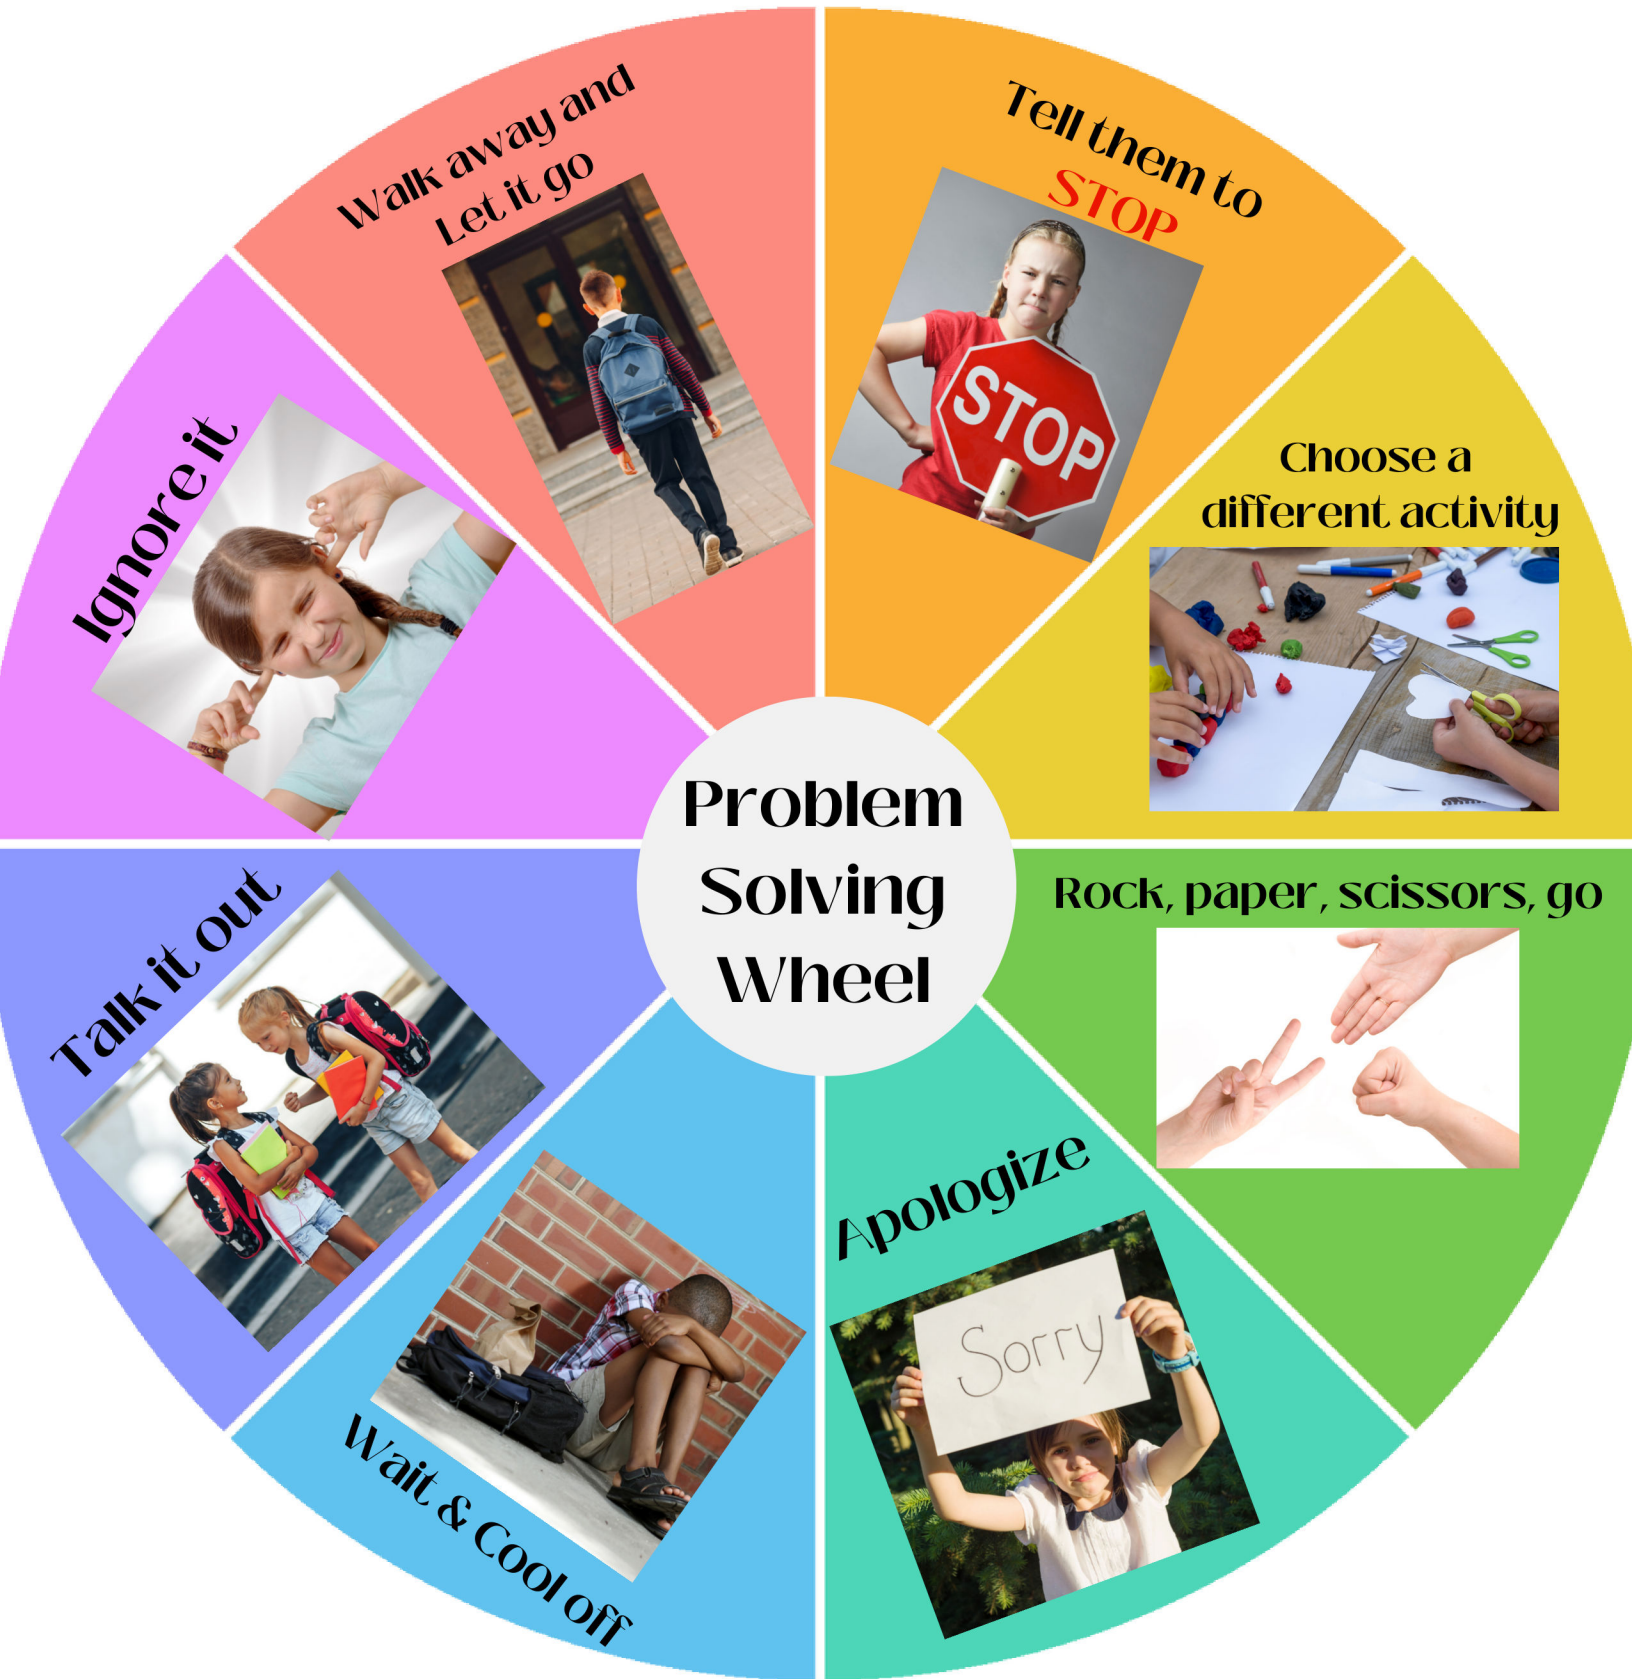 Walk away and
Let it go
Tell them to
STOP
STOP
Choose a
different activity
Rock, paper, scissors, go
Apologize
Sorry
Wait & Cool off
Talk it out
Ignore it
Problem
Solving
Wheel